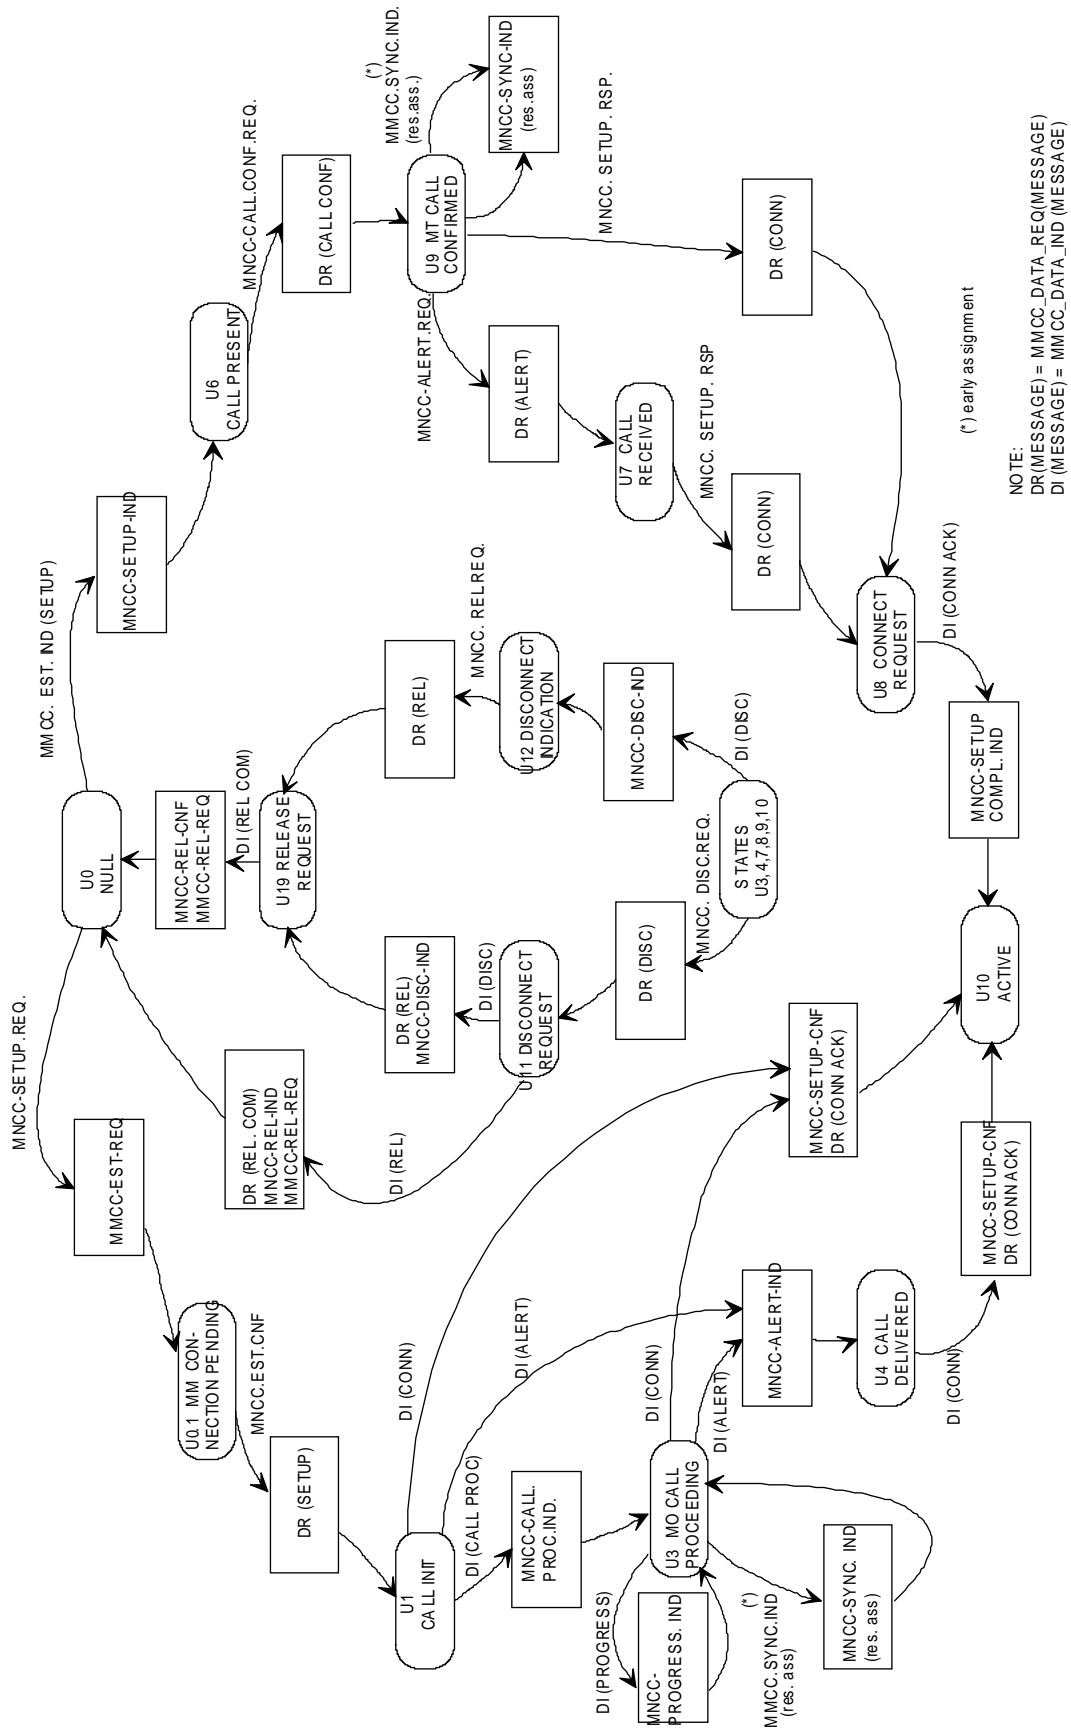 MNCC-SETUP.REQ.
MMCC-EST-REQ
U0.1 MM CON-
NECTION PENDING
MNCC.EST.CNF
DR (SETUP)
U1
CALL INIT
DI (CALL PROC)
MNCC-CALL.
PROC.IND.
DI (CONN)
DI (ALERT)
U3 MO CALL
PROCEEDING
DI (PROGRESS)
MNCC-
PROGRESS. IND
(*)
MMCC.SYNC.IND
(res. ass)
MNCC-SYNC. IND
(res. ass)
DI (CONN)
DI (ALERT)
MNCC-ALERT-IND
U4 CALL
DELIVERED
DI (CONN)
MNCC-SETUP-CNF
DR (CONN ACK)
U0
NULL
DR (REL. COM)
MNCC-REL-IND
MMCC-REL-REQ
DI (REL)
MNCC-REL-CNF
MMCC-REL-REQ
DI (REL COM)
U19 RELEASE
REQUEST
DR (REL)
MNCC-DISC-IND
DI (DISC)
U11 DISCONNECT
REQUEST
DR (DISC)
MNCC. DISC.REQ.
STATES
U3,4,7,8,9,10
DI (DISC)
MNCC-DISC-IND
U12 DISCONNECT
INDICATION
MNCC. REL.REQ.
DR (REL)
MNCC-SETUP-CNF
DR (CONN ACK)
U10
ACTIVE
MMCC. EST. IND (SETUP)
MNCC-SETUP-IND
U6
CALL PRESENT
MNCC-CALL.CONF.REQ.
DR (CALL CONF)
U9 MT CALL
CONFIRMED
(*)
MMCC.SYNC.IND.
(res.ass.)
MNCC-SYNC-IND
(res.ass)
MNCC-ALERT.REQ.
DR (ALERT)
U7 CALL
RECEIVED
MNCC. SETUP. RSP
DR (CONN)
MNCC. SETUP. RSP.
DR (CONN)
U8 CONNECT
REQUEST
DI (CONN ACK)
MNCC-SETUP
COMPL. IND
(*) early assignment
NOTE:
DR(MESSAGE) = MMCC_DATA_REQ(MESSAGE)
DI (MESSAGE) = MMCC_DATA_IND (MESSAGE)